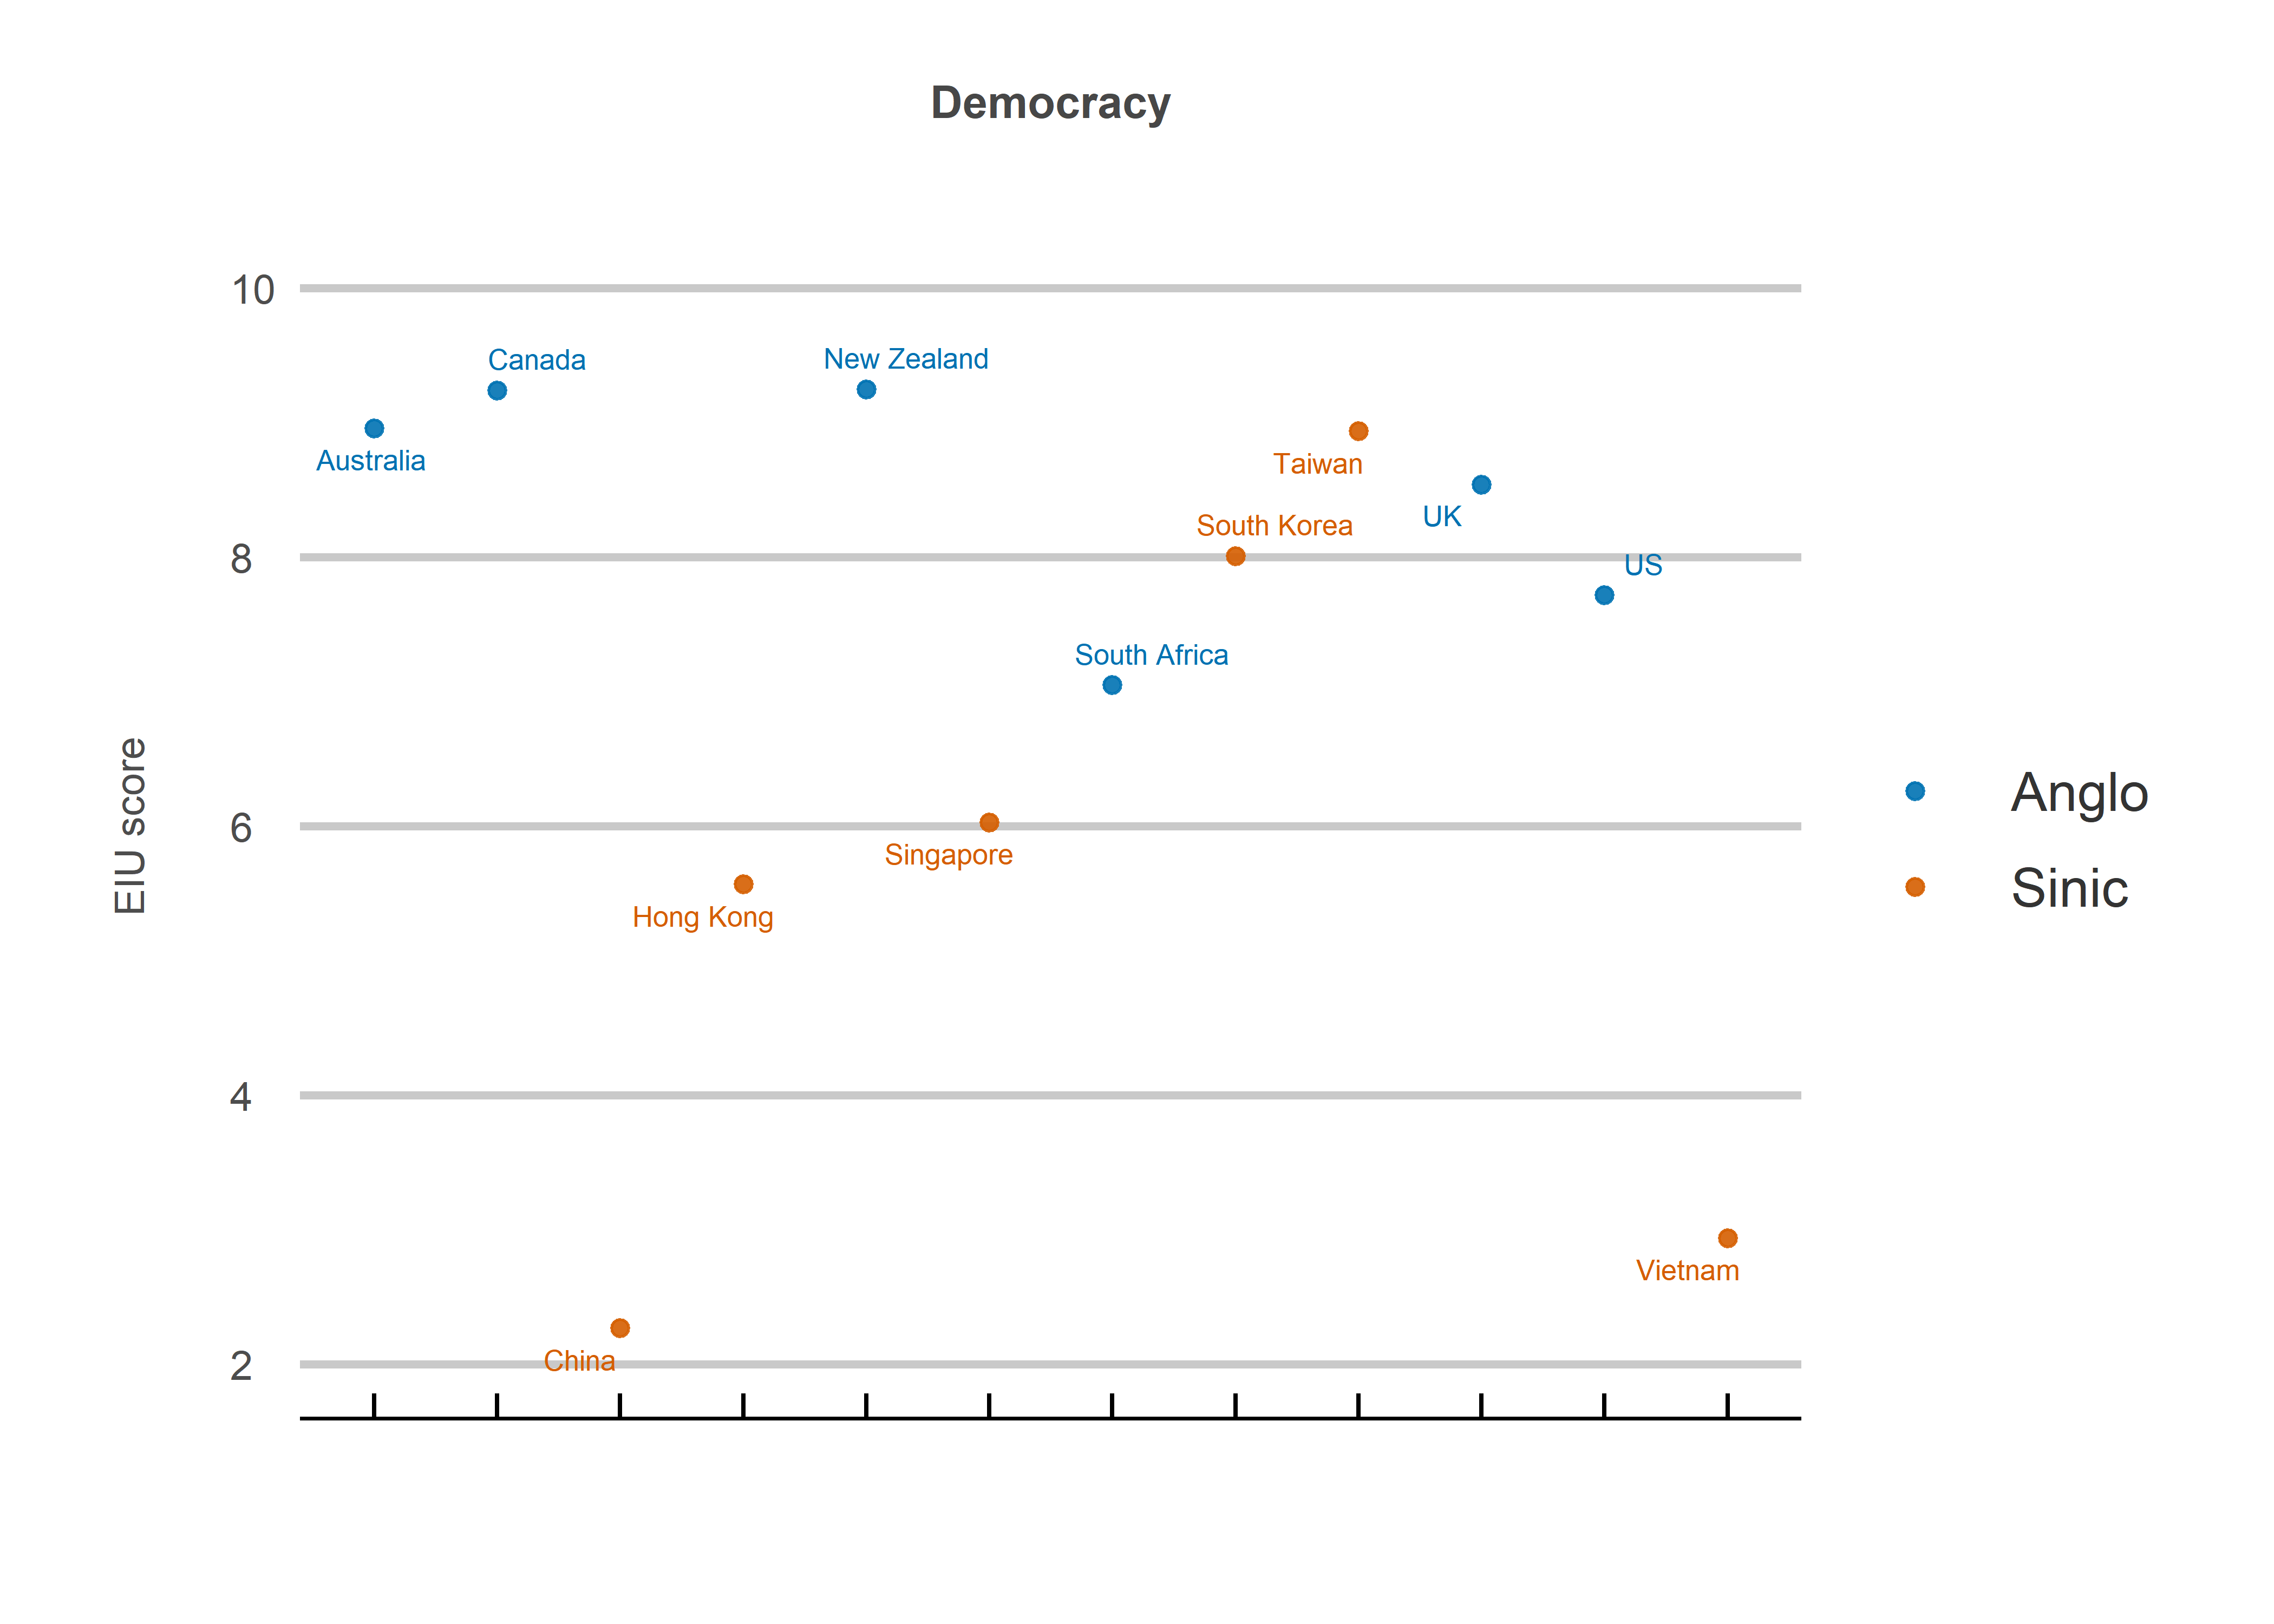 Democracy
10
Canada
New Zealand
Australia
Taiwan
UK
South Korea
8
US
South Africa
EIU score
Anglo
6
Singapore
Sinic
Hong Kong
4
Vietnam
China
2